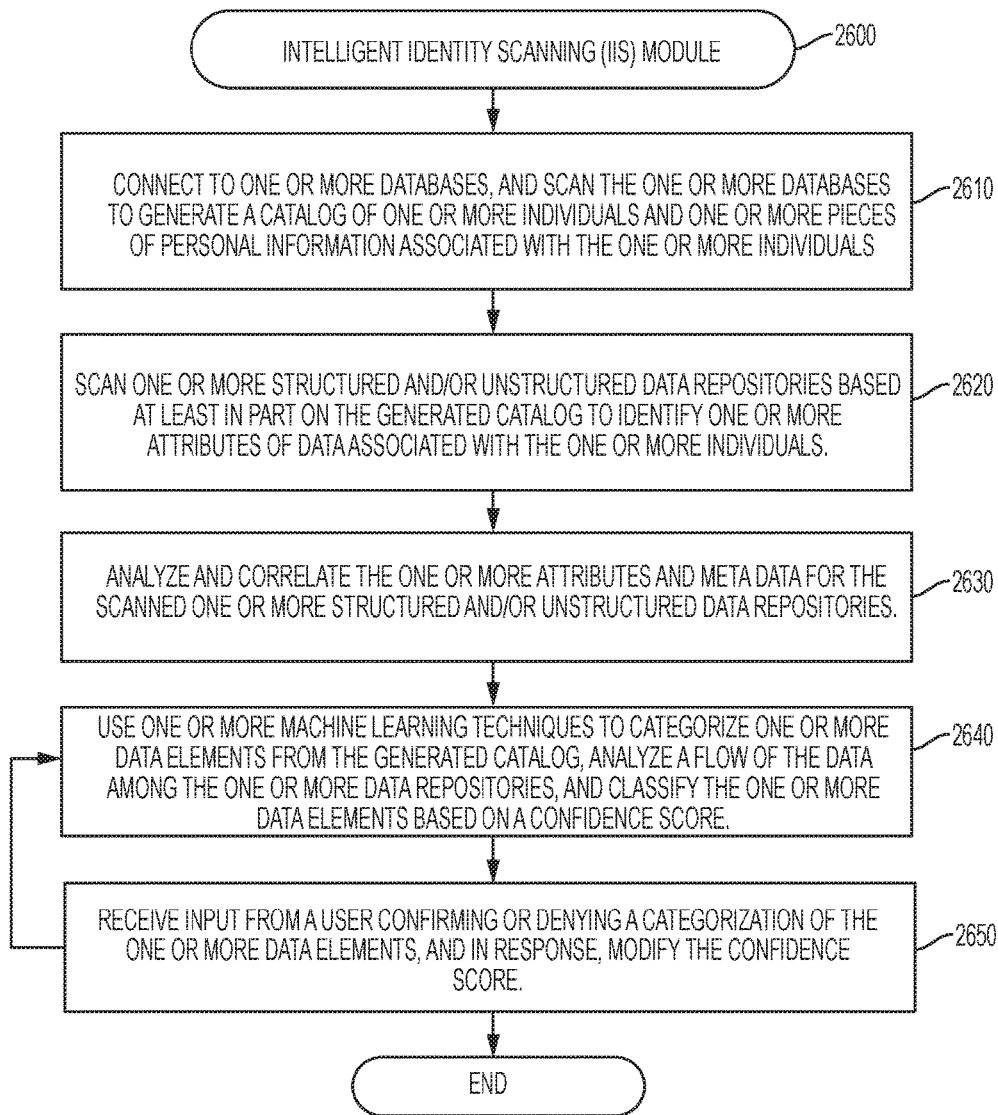 INTELLIGENT IDENTITY SCANNING (IIS) MODULE
2600
CONNECT TO ONE OR MORE DATABASES, AND SCAN THE ONE OR MORE DATABASES
TO GENERATE A CATALOG OF ONE OR MORE INDIVIDUALS AND ONE OR MORE PIECES
OF PERSONAL INFORMATION ASSOCIATED WITH THE ONE OR MORE INDIVIDUALS
2610
SCAN ONE OR MORE STRUCTURED AND/OR UNSTRUCTURED DATA REPOSITORIES BASED
AT LEAST IN PART ON THE GENERATED CATALOG TO IDENTIFY ONE OR MORE
ATTRIBUTES OF DATA ASSOCIATED WITH THE ONE OR MORE INDIVIDUALS.
2620
ANALYZE AND CORRELATE THE ONE OR MORE ATTRIBUTES AND META DATA FOR THE
SCANNED ONE OR MORE STRUCTURED AND/OR UNSTRUCTURED DATA REPOSITORIES.
2630
USE ONE OR MORE MACHINE LEARNING TECHNIQUES TO CATEGORIZE ONE OR MORE
DATA ELEMENTS FROM THE GENERATED CATALOG, ANALYZE A FLOW OF THE DATA
AMONG THE ONE OR MORE DATA REPOSITORIES, AND CLASSIFY THE ONE OR MORE
DATA ELEMENTS BASED ON A CONFIDENCE SCORE.
2640
RECEIVE INPUT FROM A USER CONFIRMING OR DENYING A CATEGORIZATION OF THE
ONE OR MORE DATA ELEMENTS, AND IN RESPONSE, MODIFY THE CONFIDENCE
SCORE.
2650
END